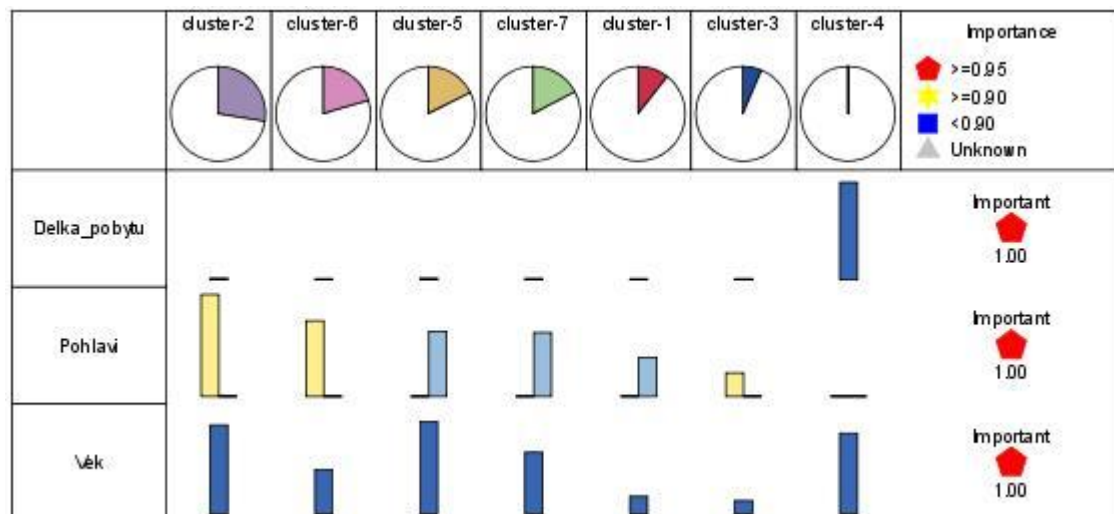 cluster-2 cluster-6 cluster-5 cluster-7 cluster-1 cluster-3 cluster-4 Importance
>=0.95
>=0.90
<0.90
Unknown
Delka_pobytu Important
1.00
Pohlavi Important
1.00
Věk Important
1.00